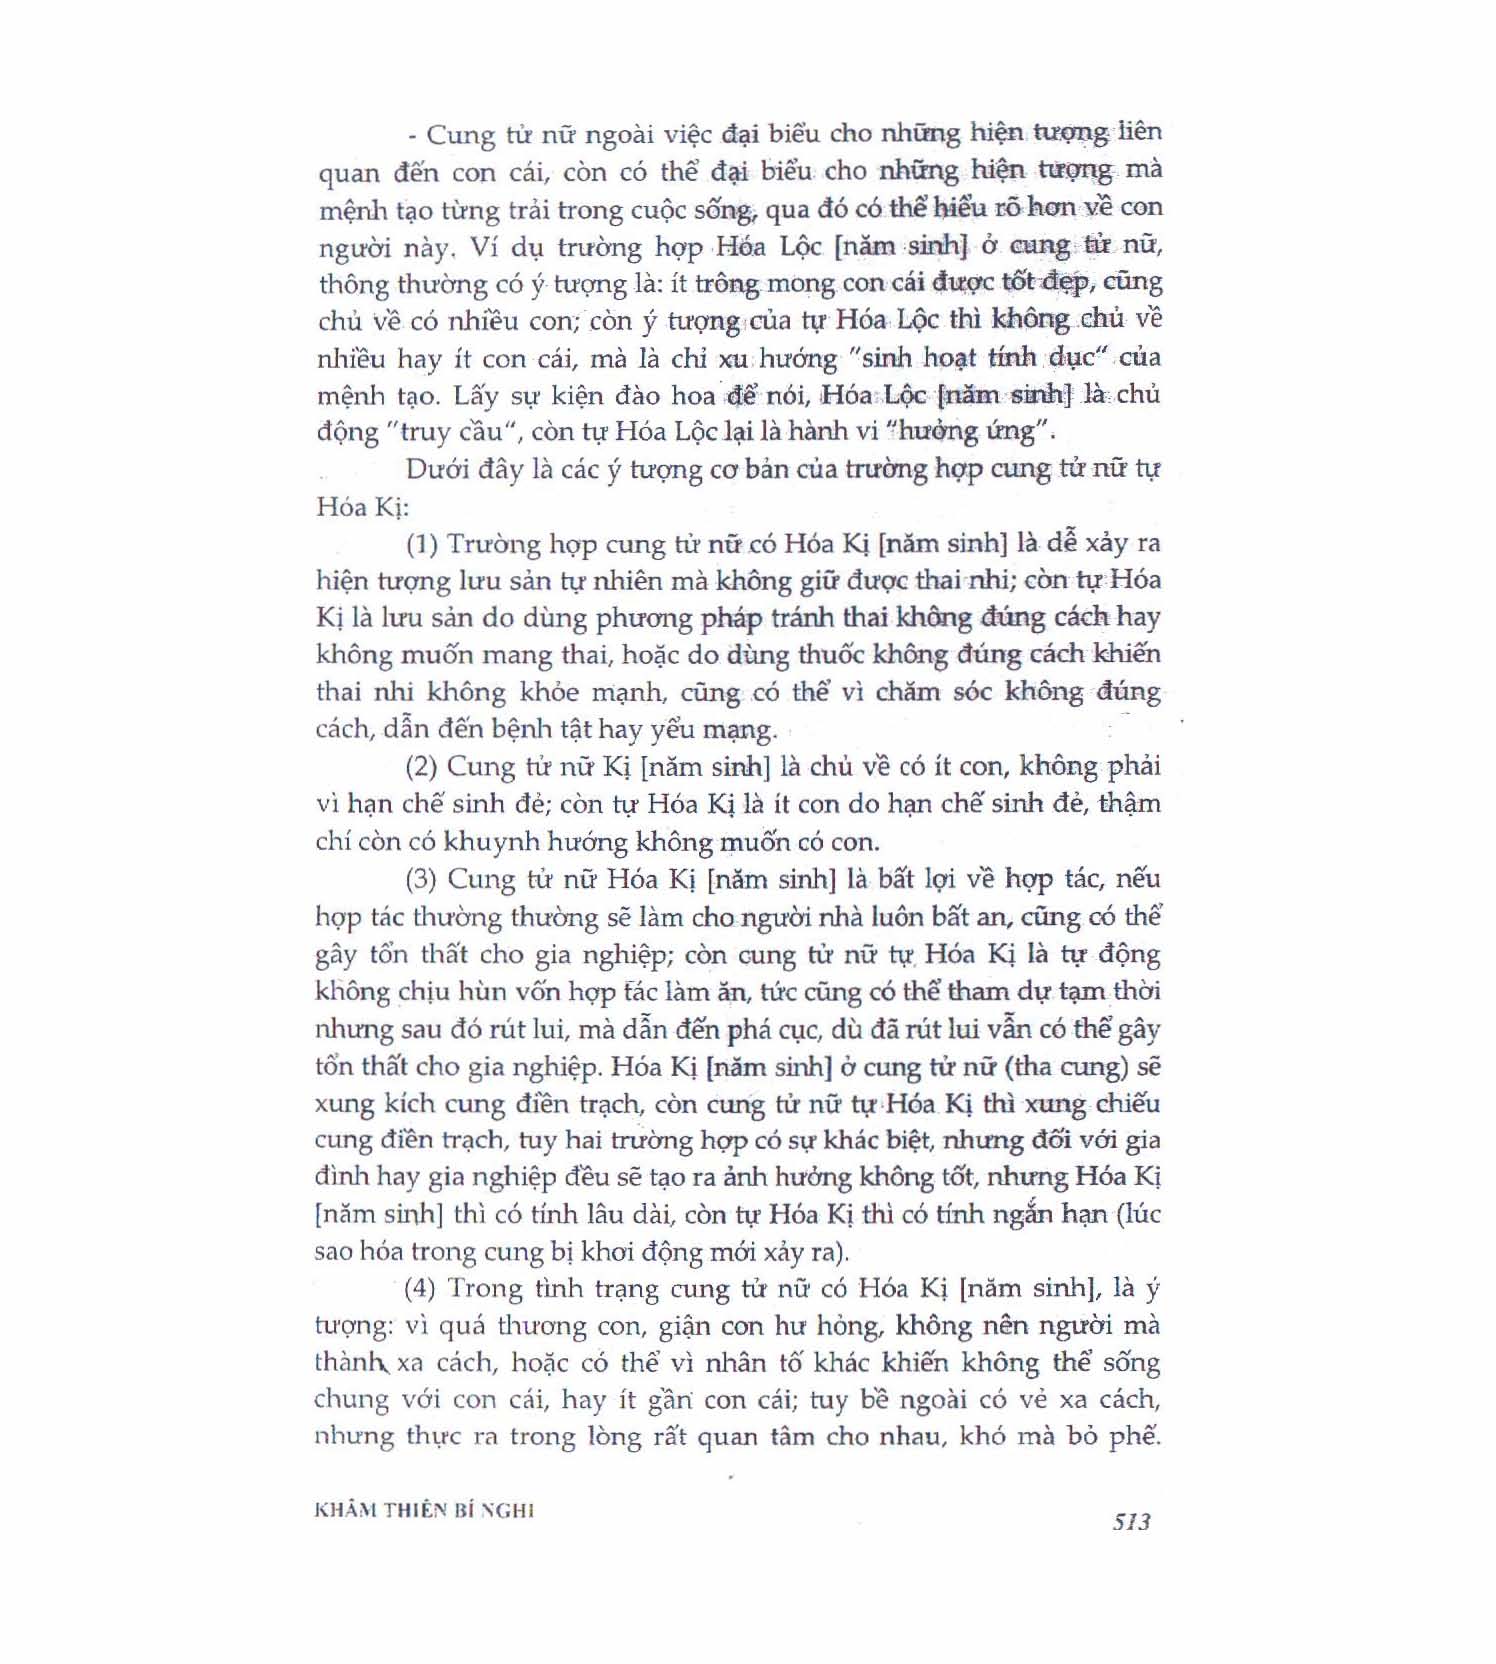 - Cung tử nữ ngoài việc đại biểu cho những hiện tượng liên
quan đến con cái, còn có thể đại biểu cho những hiện tượng mà
mệnh tạo từng trải trong cuộc sống, qua đó có thể hiểu rõ hơn về con
người này. Ví dụ trường hợp Hóa Lộc [năm sinh] ở cung tử nữ,
thông thường có ý tượng là: ít trông mong con cái được tốt đẹp, cũng
chủ về có nhiều con; còn ý tượng của tự Hóa Lộc thì không chủ về
nhiều hay ít con cái, mà là chỉ xu hướng "sinh hoạt tính dục" của
mệnh tạo. Lấy sự kiện đào hoa để nói, Hóa Lộc [năm sinh] là chủ
động "truy cầu", còn tự Hóa Lộc lại là hành vi "hưởng ứng".
Dưới đây là các ý tượng cơ bản của trường hợp cung tử nữ tự
Hóa Kị:
(1) Trường hợp cung tử nữ có Hóa Kị [năm sinh] là dễ xảy ra
hiện tượng lưu sản tự nhiên mà không giữ được thai nhi; còn tự Hóa
Kị là lưu sản do dùng phương pháp tránh thai không đúng cách hay
không muốn mang thai, hoặc do dùng thuốc không đúng cách khiến
thai nhi không khỏe mạnh, cũng có thể vì chăm sóc không đúng
cách, dẫn đến bệnh tật hay yểu mạng.
(2) Cung tử nữ Kị [năm sinh] là chủ về có ít con, không phải
vì hạn chế sinh đẻ; còn tự Hóa Kị là ít con do hạn chế sinh đẻ, thậm
chí còn có khuynh hướng không muốn có con.
(3) Cung tử nữ Hóa Kị [năm sinh] là bất lợi về hợp tác, nếu
hợp tác thường thường sẽ làm cho người nhà luôn bất an, cũng có thể
gây tổn thất cho gia nghiệp; còn cung tử nữ tự Hóa Kị là tự động
không chịu hùn vốn hợp tác làm ăn, tức cũng có thể tham dự tạm thời
nhưng sau đó rút lui, mà dẫn đến phá cục, dù đã rút lui vẫn có thể gây
tổn thất cho gia nghiệp. Hóa Kị [năm sinh] ở cung tử nữ (tha cung) sẽ
xung kích cung điền trạch, còn cung tử nữ tự Hóa Kị thì xung chiếu
cung điền trạch, tuy hai trường hợp có sự khác biệt, nhưng đối với gia
đình hay gia nghiệp đều sẽ tạo ra ảnh hưởng không tốt, nhưng Hóa Kị
[năm sinh] thì có tính lâu dài, còn tự Hóa Kị thì có tính ngắn hạn (lúc
sao hóa trong cung bị khơi động mới xảy ra).
(4) Trong tình trạng cung tử nữ có Hóa Kị [năm sinh], là ý
tượng: vì quá thương con, giận con hư hỏng, không nên người mà
thành xa cách, hoặc có thể vì nhân tố khác khiến không thể sống
chung với con cái, hay ít gần con cái; tuy bề ngoài có vẻ xa cách,
nhưng thực ra trong lòng rất quan tâm cho nhau, khó mà bỏ phế.
KHÂM THIÊN BÍ NGHI
513